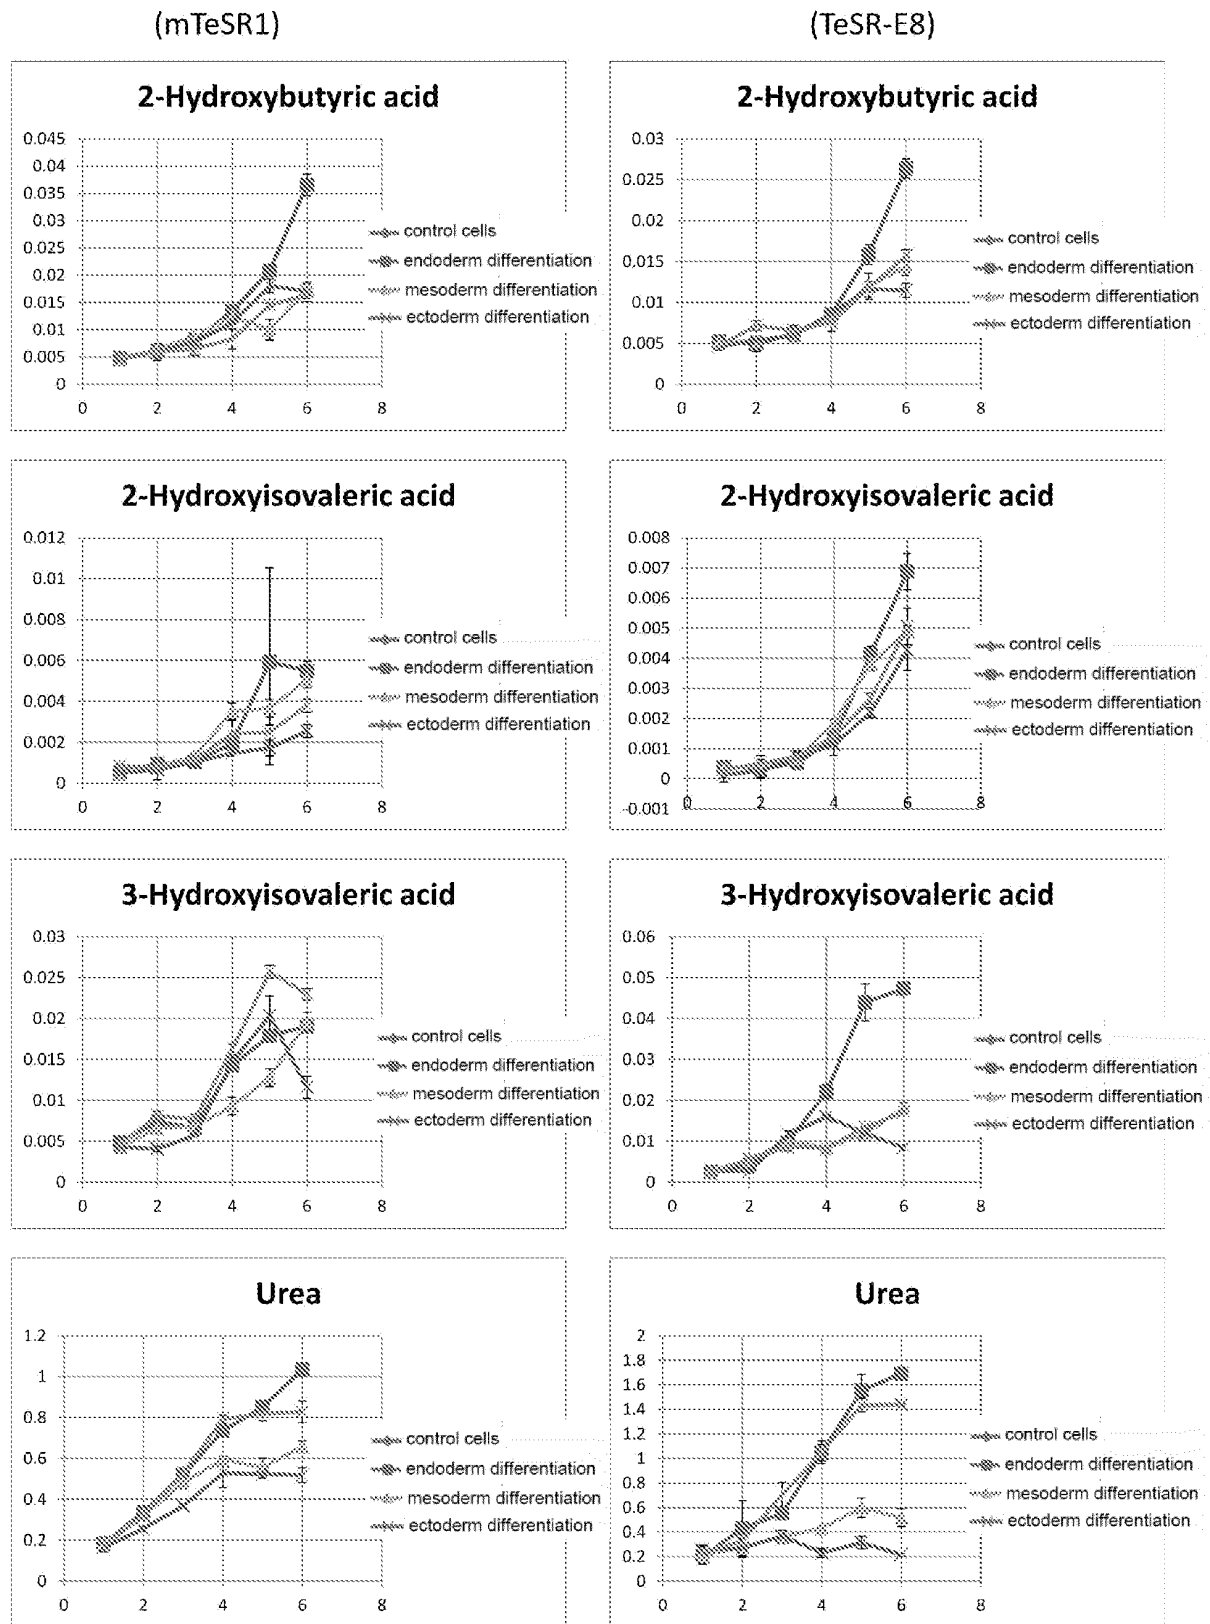 (mTeSR1)
(TeSR-E8)
2-Hydroxybutyric acid
0.045
0.04
0.035
0.03
0.025
0.02
0.015
0.01
0.005
0
0 2 4 6 8
control cells
endoderm differentiation
mesoderm differentiation
ectoderm differentiation
2-Hydroxybutyric acid
0.03
0.025
0.02
0.015
0.01
0.005
0
0 2 4 6 8
control cells
endoderm differentiation
mesoderm differentiation
ectoderm differentiation
2-Hydroxyisovaleric acid
0.012
0.01
0.008
0.006
0.004
0.002
0
0 2 4 6 8
control cells
endoderm differentiation
mesoderm differentiation
ectoderm differentiation
2-Hydroxyisovaleric acid
0.008
0.007
0.006
0.005
0.004
0.003
0.002
0.001
0
-0.001
0 2 4 6 8
control cells
endoderm differentiation
mesoderm differentiation
ectoderm differentiation
3-Hydroxyisovaleric acid
0.03
0.025
0.02
0.015
0.01
0.005
0
0 2 4 6 8
control cells
endoderm differentiation
mesoderm differentiation
ectoderm differentiation
3-Hydroxyisovaleric acid
0.06
0.05
0.04
0.03
0.02
0.01
0
0 2 4 6 8
control cells
endoderm differentiation
mesoderm differentiation
ectoderm differentiation
Urea
1.2
1
0.8
0.6
0.4
0.2
0
0 2 4 6 8
control cells
endoderm differentiation
mesoderm differentiation
ectoderm differentiation
Urea
2
1.8
1.6
1.4
1.2
1
0.8
0.6
0.4
0.2
0
0 2 4 6 8
control cells
endoderm differentiation
mesoderm differentiation
ectoderm differentiation